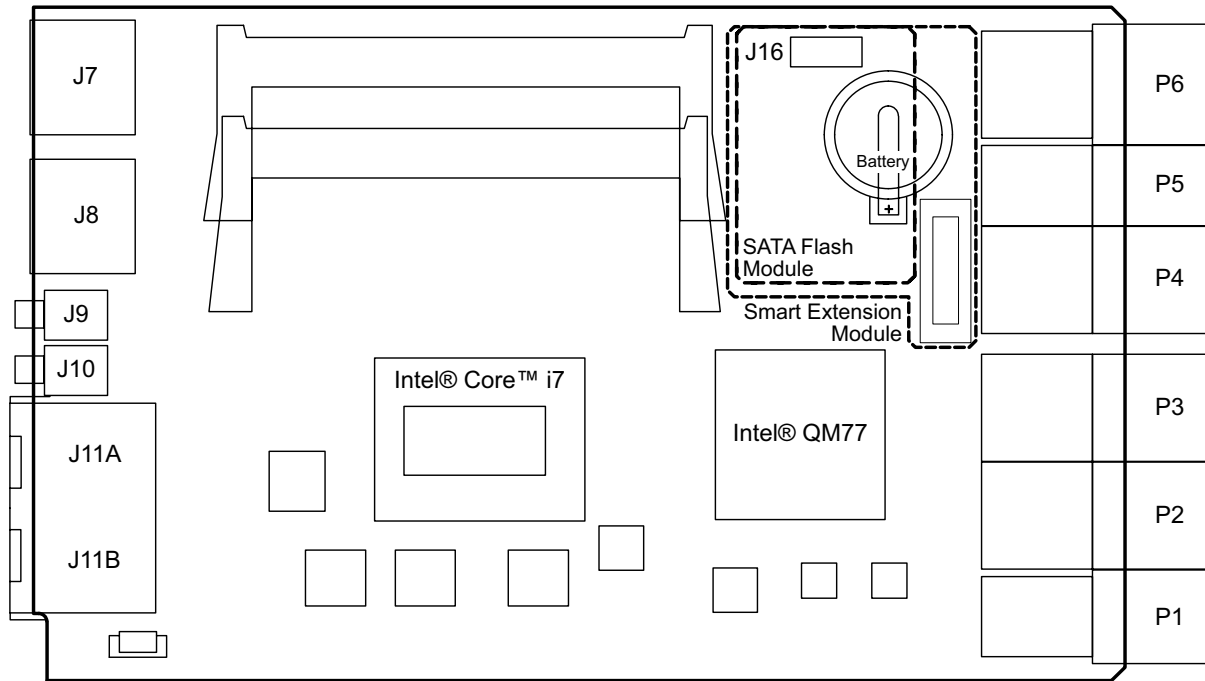 J7
J16
P6
Battery
P5
J8
+
SATA Flash
Module
P4
Smart Extension
Module
J9
J10
Intel® Core™ i7
P3
Intel® QM77
J11A
P2
J11B
P1